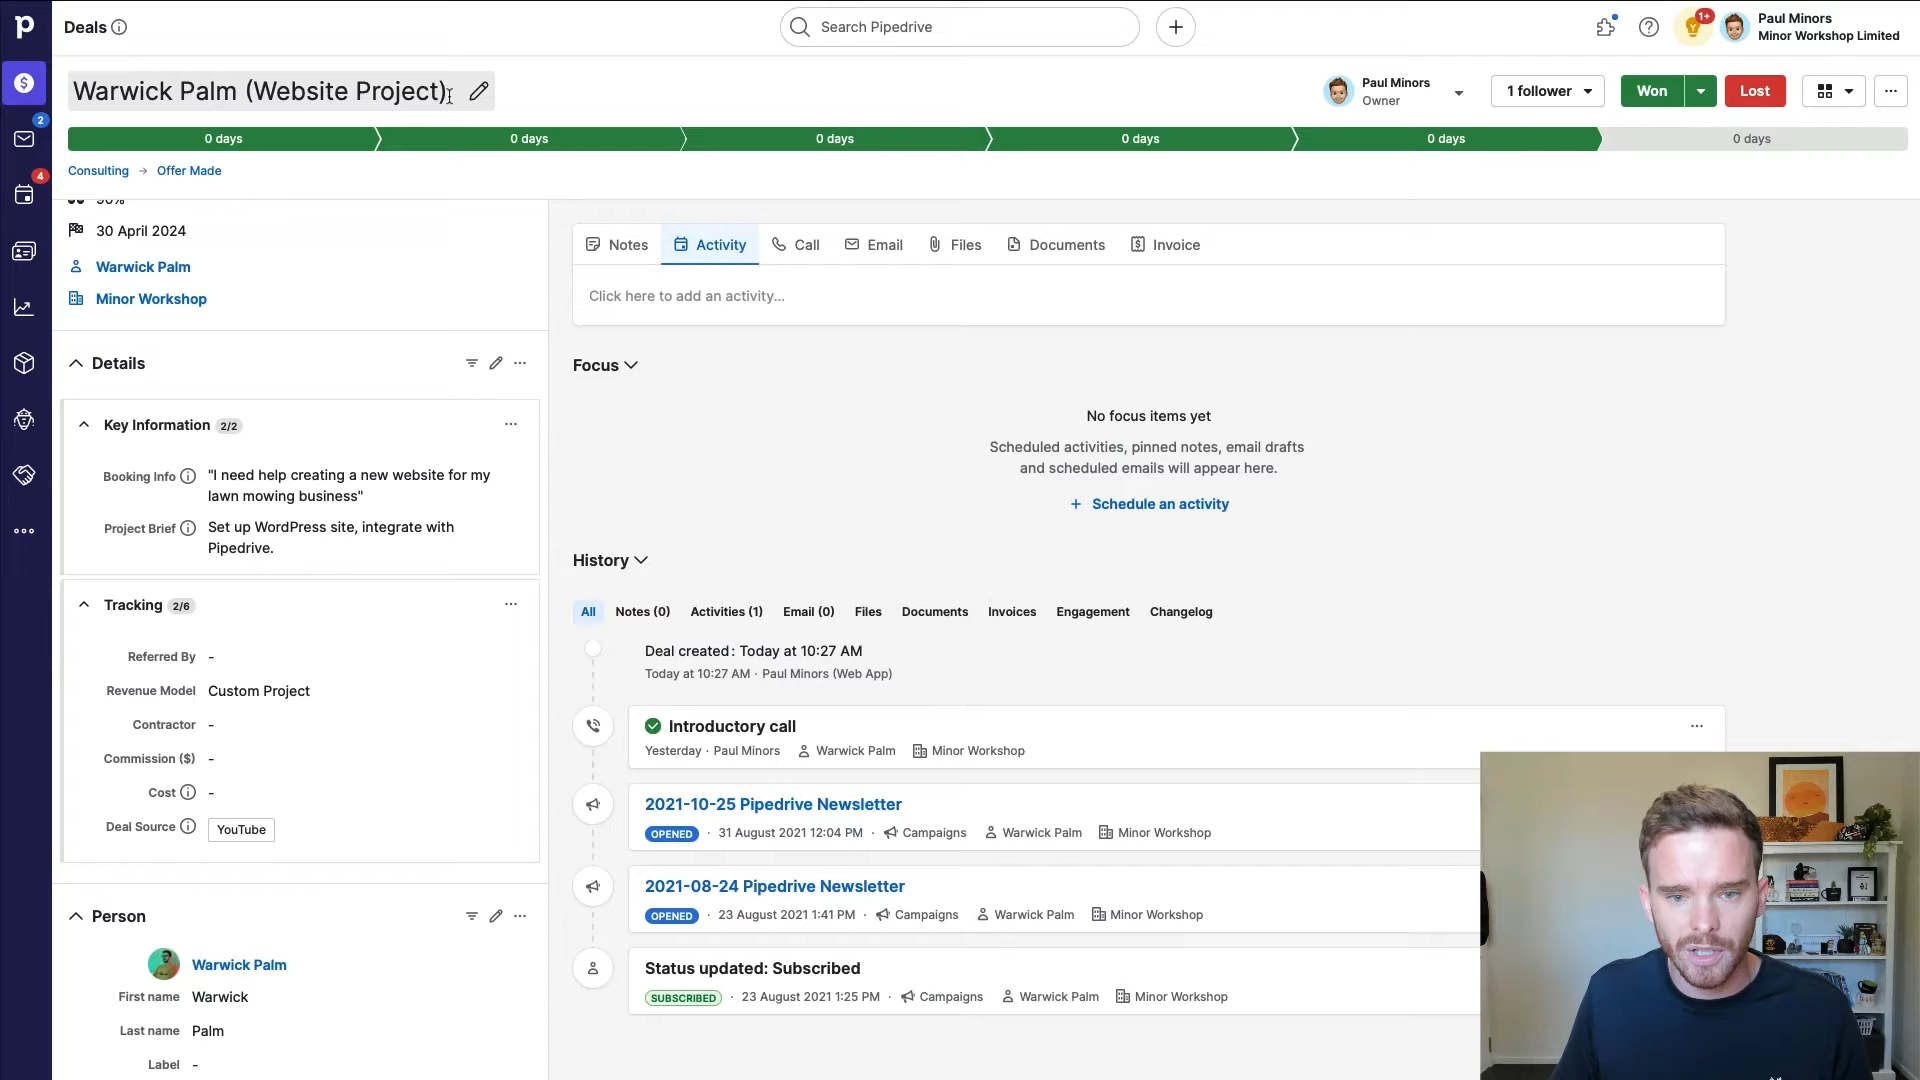 Deals
Search Pipedrive
1+
Paul Minors
Minor Workshop Limited
Warwick Palm (Website Project)
Paul Minors
Owner
1 follower
Won
Lost
...
2
4
0 days
0 days
0 days
0 days
0 days
0 days
Consulting → Offer Made
90%
30 April 2024
Warwick Palm
Minor Workshop
Details
Key Information 2/2
Booking Info "I need help creating a new website for my
lawn mowing business"
Project Brief Set up WordPress site, integrate with
Pipedrive.
Tracking 2/6
Referred By -
Revenue Model Custom Project
Contractor -
Commission ($) -
Cost -
Deal Source YouTube
Person
Warwick Palm
First name Warwick
Last name Palm
Label -
Notes
Activity
Call
Email
Files
Documents
Invoice
Click here to add an activity...
Focus
No focus items yet
Scheduled activities, pinned notes, email drafts
and scheduled emails will appear here.
+ Schedule an activity
History
All Notes (0) Activities (1) Email (0) Files Documents Invoices Engagement Changelog
Deal created: Today at 10:27 AM
Today at 10:27 AM · Paul Minors (Web App)
Introductory call
Yesterday · Paul Minors Warwick Palm Minor Workshop
2021-10-25 Pipedrive Newsletter
OPENED · 31 August 2021 12:04 PM · Campaigns Warwick Palm Minor Workshop
2021-08-24 Pipedrive Newsletter
OPENED · 23 August 2021 1:41 PM · Campaigns Warwick Palm Minor Workshop
Status updated: Subscribed
SUBSCRIBED · 23 August 2021 1:25 PM · Campaigns Warwick Palm Minor Workshop